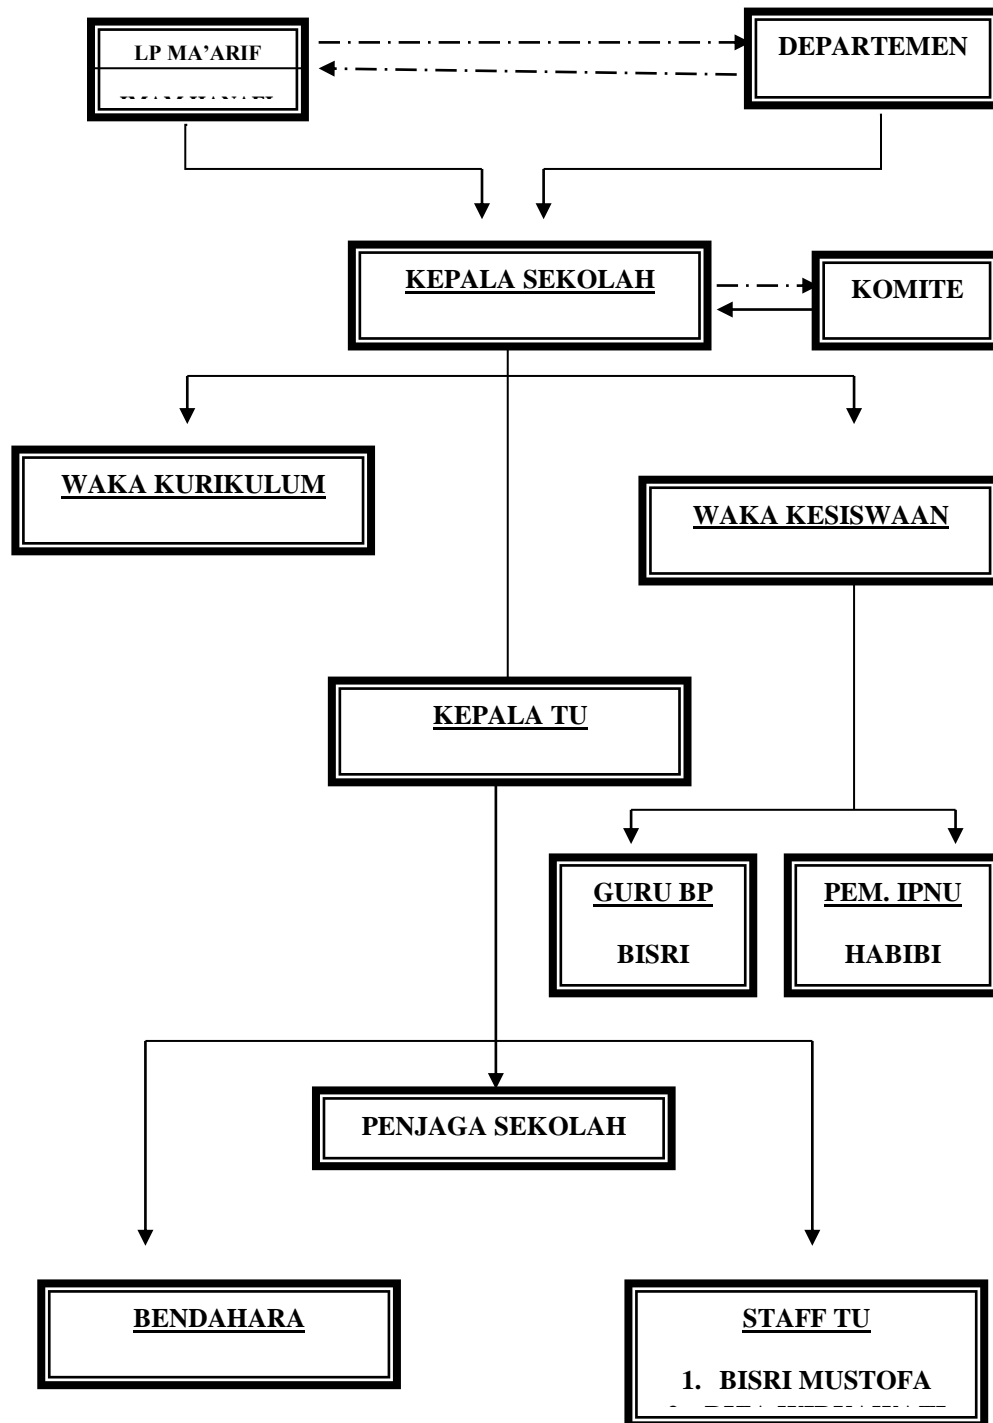 LP MA’ARIF
DEPARTEMEN
KEPALA SEKOLAH
KOMITE
WAKA KURIKULUM
WAKA KESISWAAN
KEPALA TU
GURU BP
BISRI
PEM. IPNU
HABIBI
PENJAGA SEKOLAH
BENDAHARA
STAFF TU
1. BISRI MUSTOFA